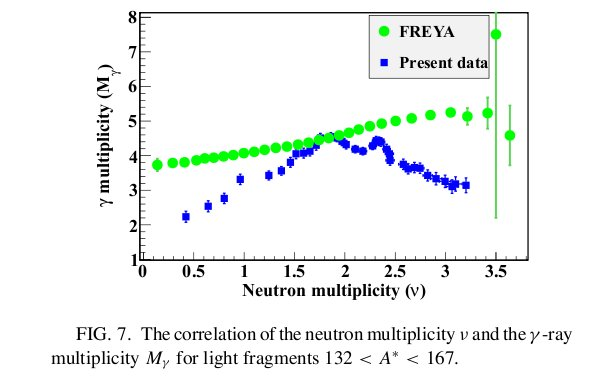 8
7
6
5
4
3
2
1
γ multiplicity (Mγ)
FREYA
Present data
0 0.5 1 1.5 2 2.5 3 3.5
Neutron multiplicity (ν)
FIG. 7. The correlation of the neutron multiplicity ν and the γ-ray
multiplicity Mγ for light fragments 132 < A* < 167.